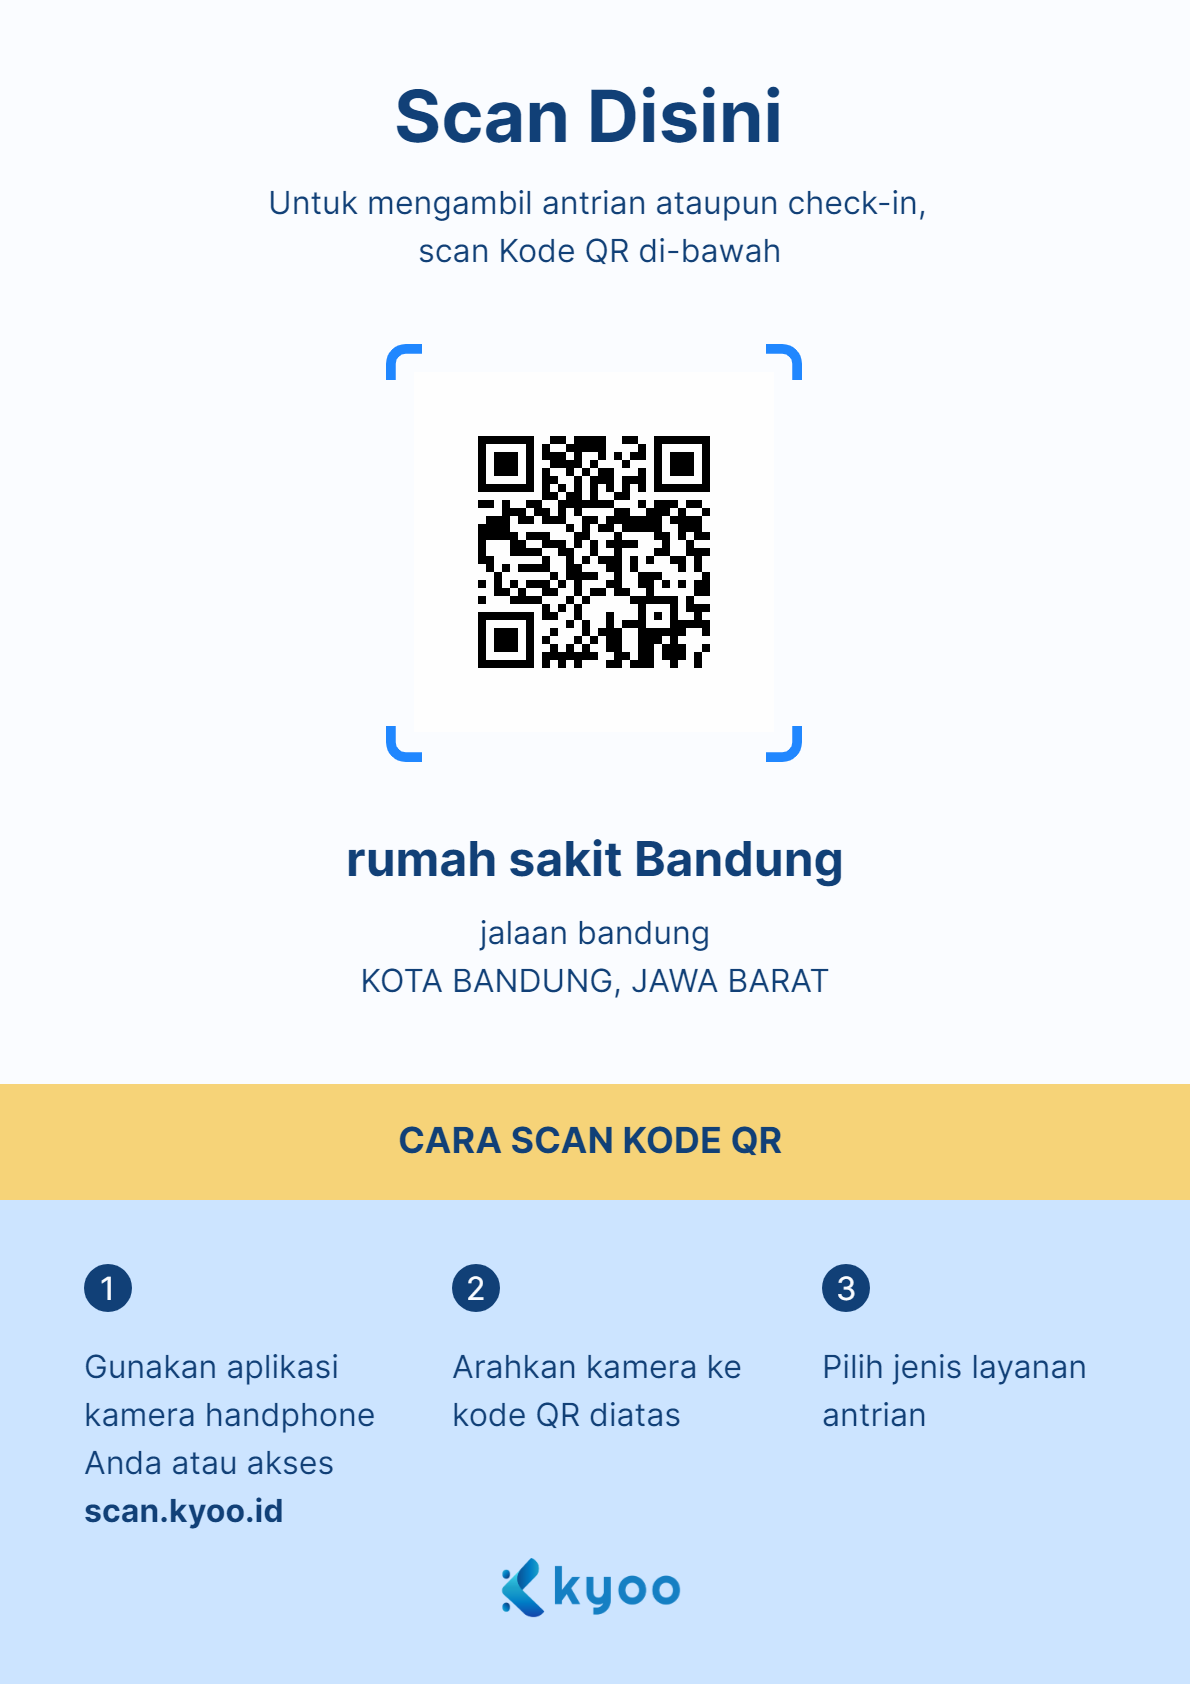 Scan Disini
Untuk mengambil antrian ataupun check-in,
scan Kode QR di-bawah
rumah sakit Bandung
jalaan bandung
KOTA BANDUNG, JAWA BARAT
CARA SCAN KODE QR
1
Gunakan aplikasi
kamera handphone
Anda atau akses
scan.kyoo.id
2
Arahkan kamera ke
kode QR diatas
3
Pilih jenis layanan
antrian
kyoo